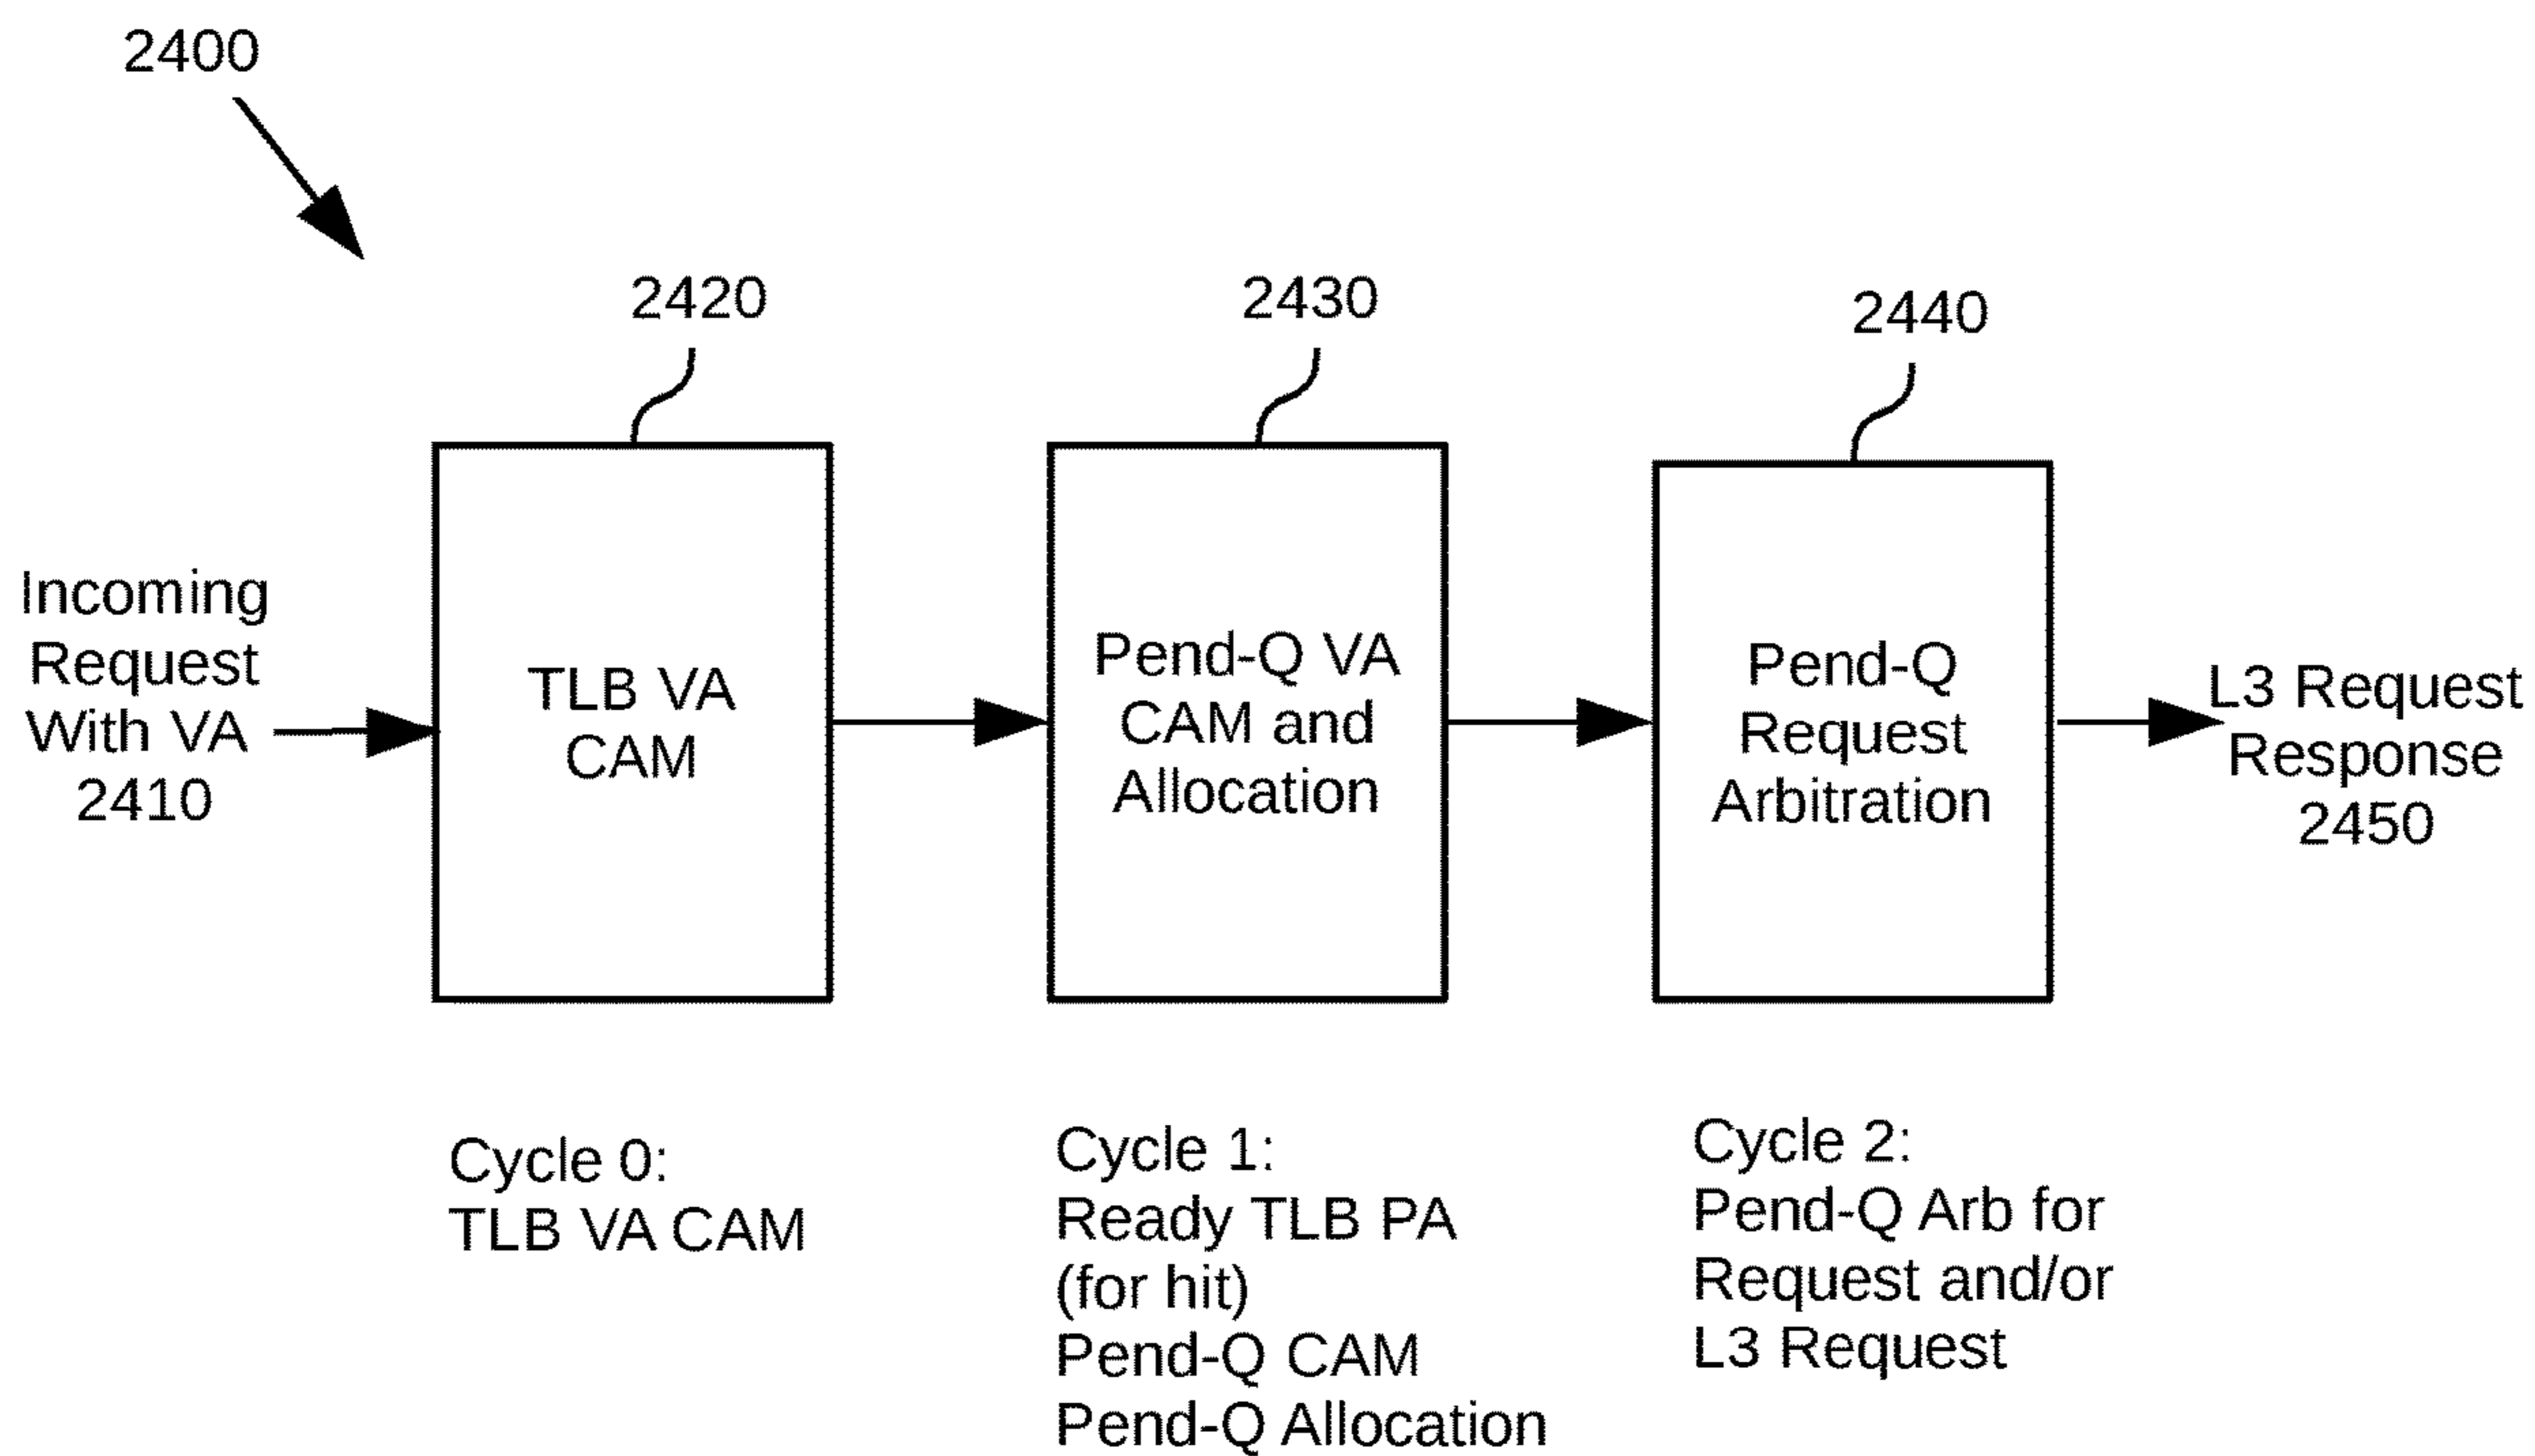 2400
2420
2430
2440
Incoming
Request
With VA
2410
TLB VA
CAM
Pend-Q VA
CAM and
Allocation
Pend-Q
Request
Arbitration
L3 Request
Response
2450
Cycle 0:
TLB VA CAM
Cycle 1:
Ready TLB PA
(for hit)
Pend-Q CAM
Pend-Q Allocation
Cycle 2:
Pend-Q Arb for
Request and/or
L3 Request